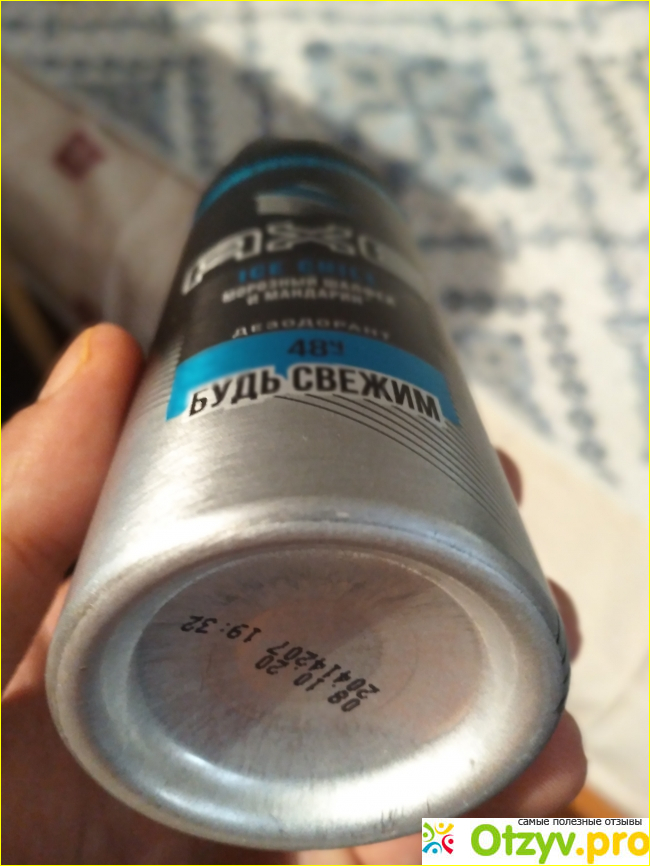 AXE
ICE CHILL
МОРОЗНЫЙ ШАЛФЕЙ
И МАНДАРИН
ДЕЗОДОРАНТ
48Ч
БУДЬ СВЕЖИМ
08.10.20
20414207 19:32
самые полезные отзывы
Otzyv.pro